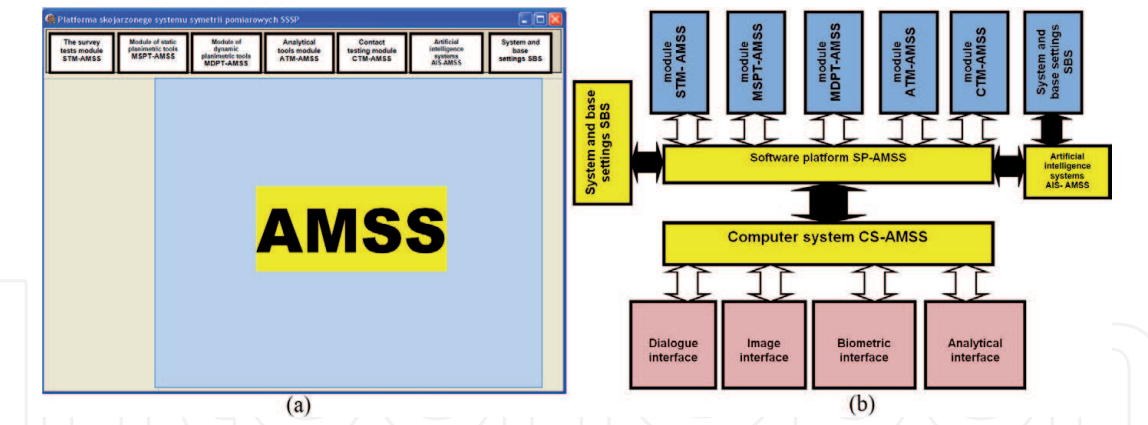 Platforma skojarzonego systemu symetrii pomiarowych SSSP
The survey
tests module
STM-AMSS
Module of static
planimetric tools
MSPT-AMSS
Module of
dynamic
planimetric tools
MDPT-AMSS
Analytical
tools module
ATM-AMSS
Contact
testing module
CTM-AMSS
Artificial
intelligence
systems
AIS-AMSS
System and
base
settings SBS
AMSS
(a)
module
STM- AMSS
module
MSPT-AMSS
module
MDPT-AMSS
module
ATM-AMSS
module
CTM-AMSS
System and
base settings
SBS
System and base
settings SBS
Software platform SP-AMSS
Artificial
intelligence
systems
AIS- AMSS
Computer system CS-AMSS
Dialogue
interface
Image
interface
Biometric
interface
Analytical
interface
(b)